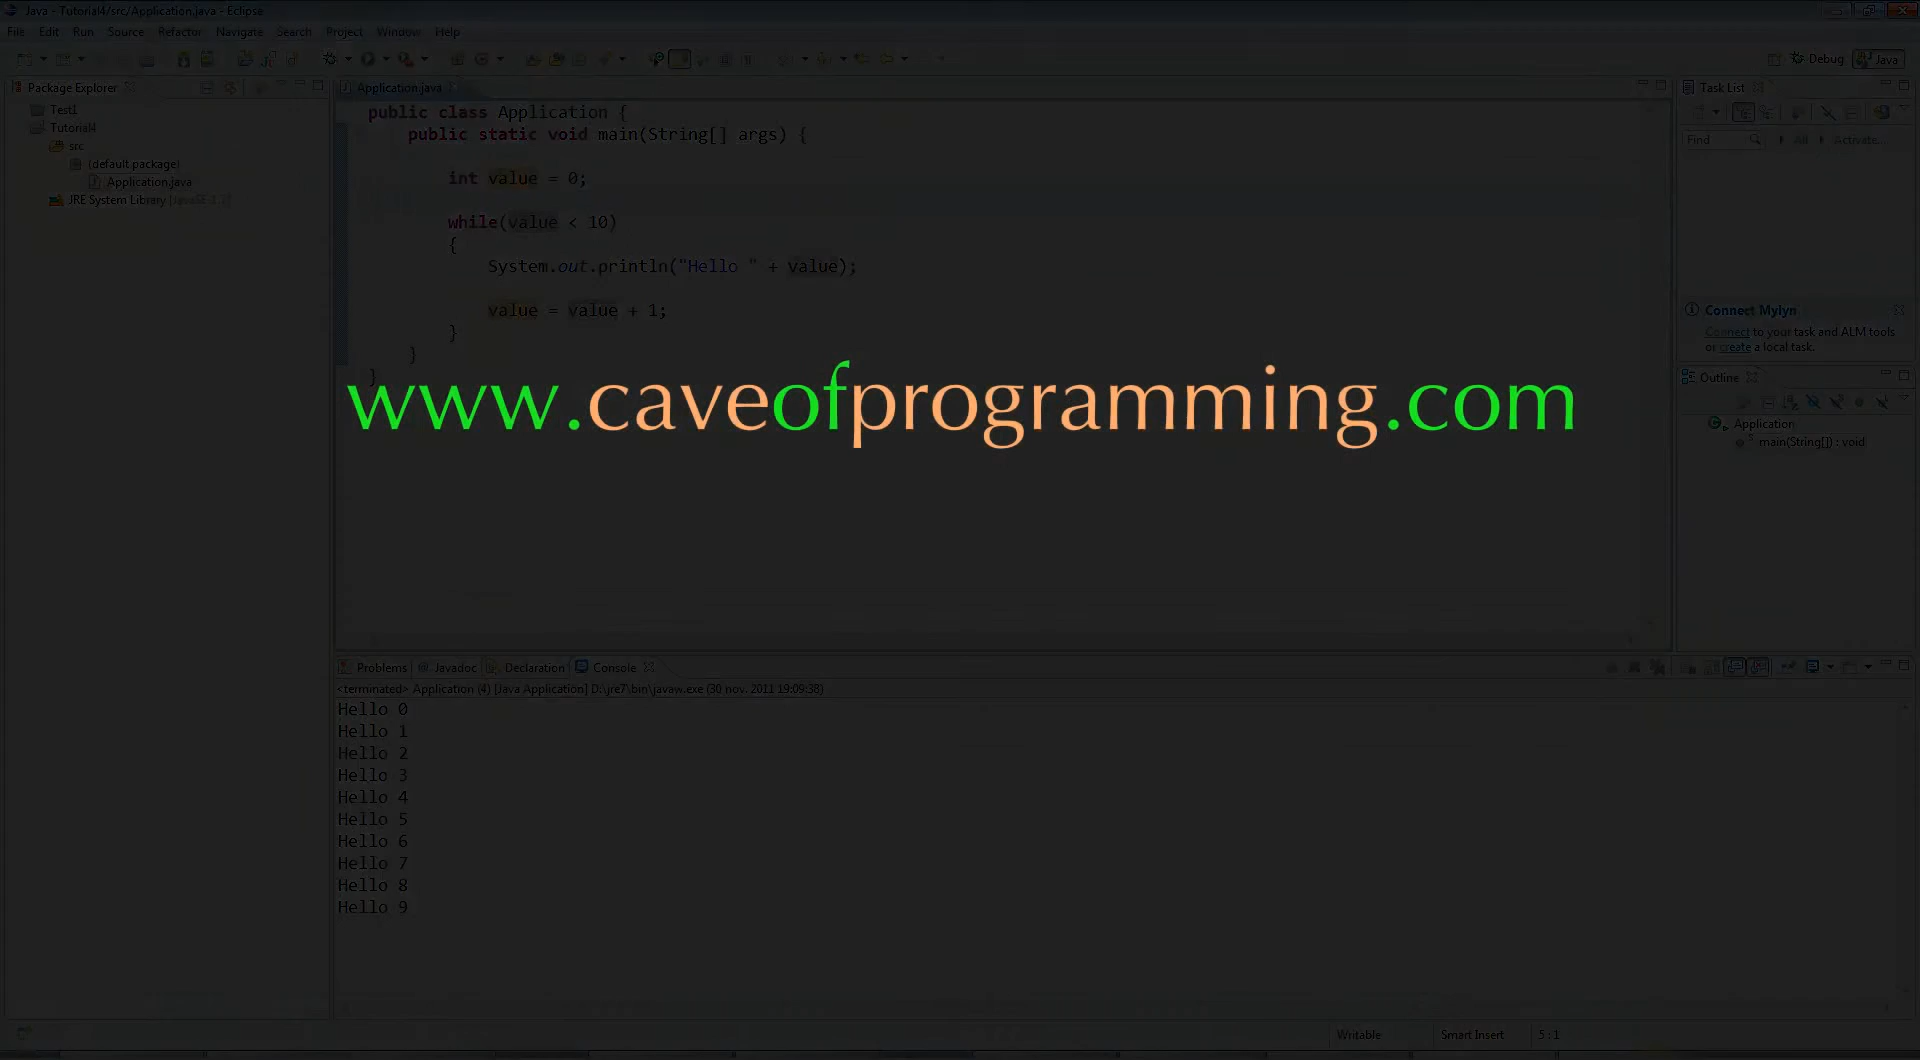 Java - Tutorial4/src/Application.java - Eclipse
File Edit Run Source Refactor Navigate Search Project Window Help
Debug Java
Package Explorer
Test1
Tutorial4
src
(default package)
Application.java
JRE System Library
Application.java
public class Application {
public static void main(String[] args) {
int value = 0;
while(value < 10)
{
System.out.println("Hello " + value);
value = value + 1;
}
}
}
www.caveofprogramming.com
Task List
Find All Activate...
Connect Mylyn
Connect to your task and ALM tools
or create a local task.
Outline
Application
main(String[]) : void
Problems Javadoc Declaration Console
<terminated> Application (4) [Java Application] D:\jre7\bin\javaw.exe (30 nov. 2011 19:09:38)
Hello 0
Hello 1
Hello 2
Hello 3
Hello 4
Hello 5
Hello 6
Hello 7
Hello 8
Hello 9
Writable Smart Insert 5 : 1